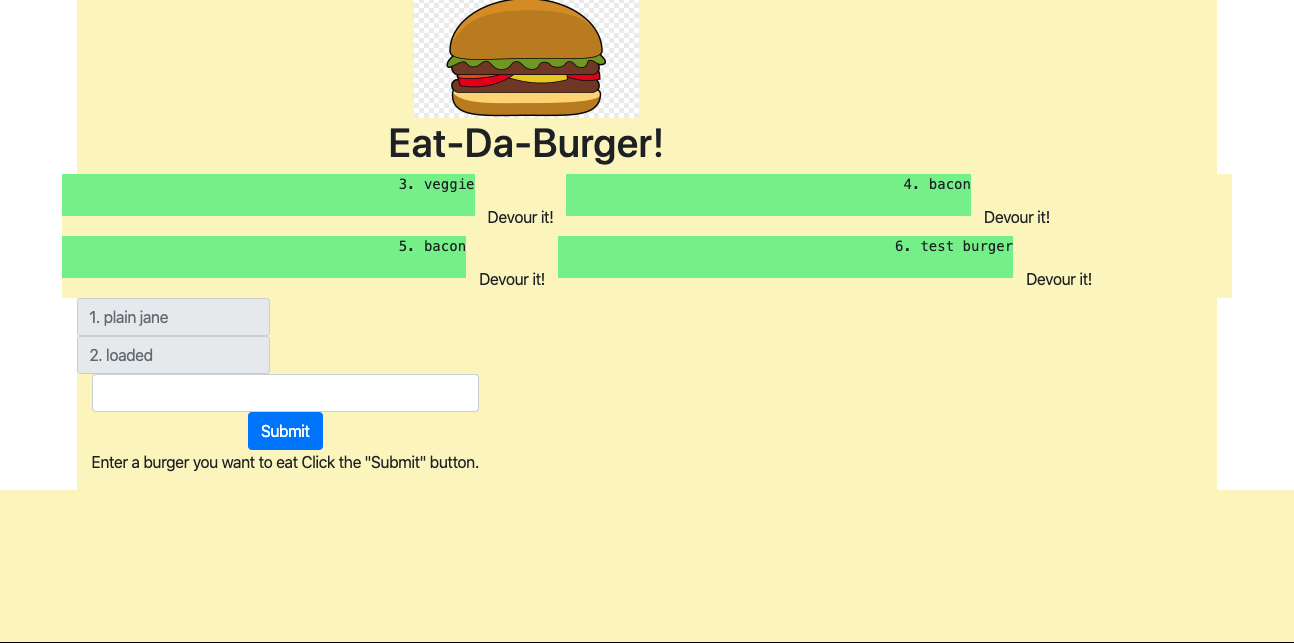 Eat-Da-Burger!
3. veggie
Devour it!
4. bacon
Devour it!
5. bacon
Devour it!
6. test burger
Devour it!
1. plain jane
2. loaded
Submit
Enter a burger you want to eat Click the "Submit" button.